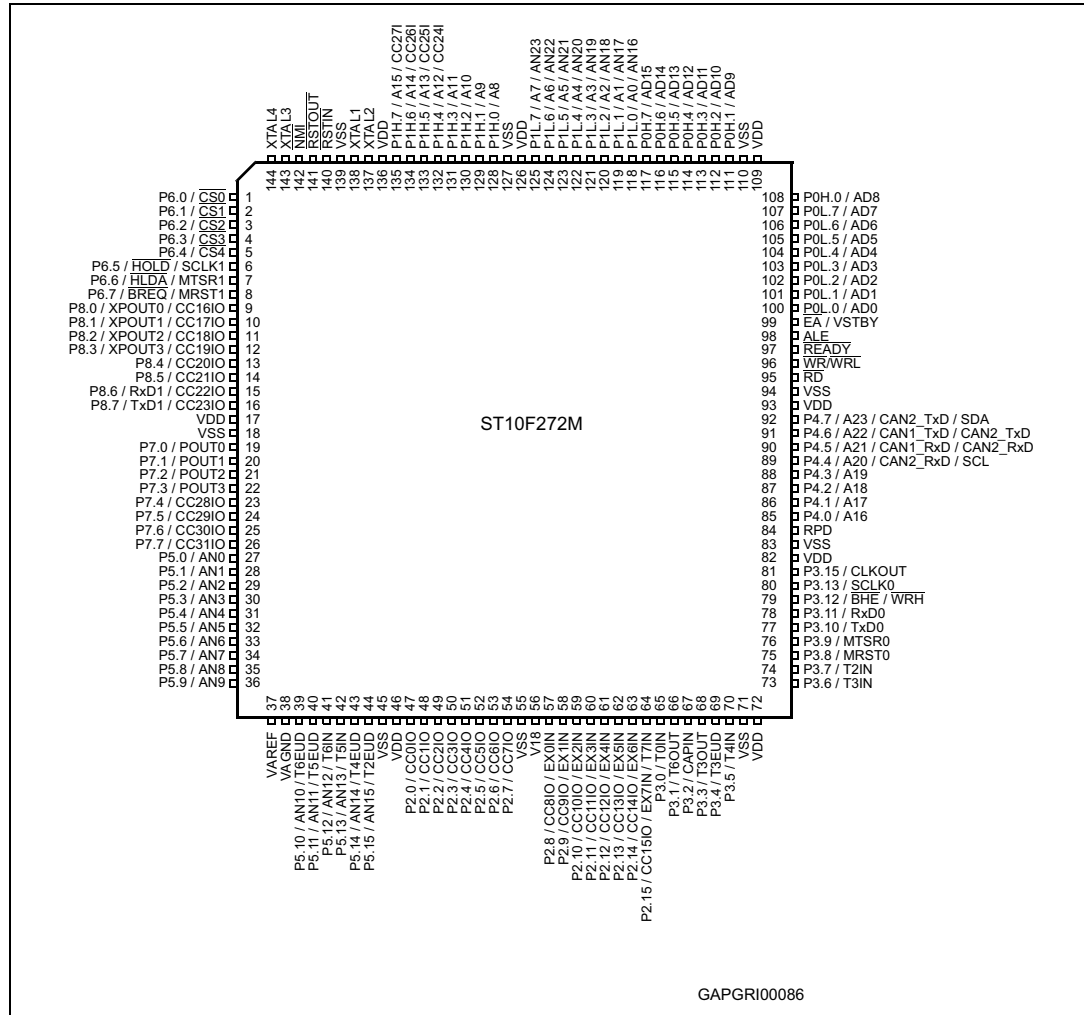 XTAL4
XTAL3
NMI
RSTOUT
RSTIN
VSS
XTAL1
XTAL2
VDD
P1H.7 / A15 / CC27I
P1H.6 / A14 / CC26I
P1H.5 / A13 / CC25I
P1H.4 / A12 / CC24I
P1H.3 / A11
P1H.2 / A10
P1H.1 / A9
P1H.0 / A8
VSS
VDD
P1L.7 / A7 / AN23
P1L.6 / A6 / AN22
P1L.5 / A5 / AN21
P1L.4 / A4 / AN20
P1L.3 / A3 / AN19
P1L.2 / A2 / AN18
P1L.1 / A1 / AN17
P1L.0 / A0 / AN16
P0H.7 / AD15
P0H.6 / AD14
P0H.5 / AD13
P0H.4 / AD12
P0H.3 / AD11
P0H.2 / AD10
P0H.1 / AD9
VSS
VDD
144
143
142
141
140
139
138
137
136
135
134
133
132
131
130
129
128
127
126
125
124
123
122
121
120
119
118
117
116
115
114
113
112
111
110
109
P6.0 / CS0 1
P6.1 / CS1 2
P6.2 / CS2 3
P6.3 / CS3 4
P6.4 / CS4 5
P6.5 / HOLD / SCLK1 6
P6.6 / HLDA / MTSR1 7
P6.7 / BREQ / MRST1 8
P8.0 / XPOUT0 / CC16IO 9
P8.1 / XPOUT1 / CC17IO 10
P8.2 / XPOUT2 / CC18IO 11
P8.3 / XPOUT3 / CC19IO 12
P8.4 / CC20IO 13
P8.5 / CC21IO 14
P8.6 / RxD1 / CC22IO 15
P8.7 / TxD1 / CC23IO 16
VDD 17
VSS 18
P7.0 / POUT0 19
P7.1 / POUT1 20
P7.2 / POUT2 21
P7.3 / POUT3 22
P7.4 / CC28IO 23
P7.5 / CC29IO 24
P7.6 / CC30IO 25
P7.7 / CC31IO 26
P5.0 / AN0 27
P5.1 / AN1 28
P5.2 / AN2 29
P5.3 / AN3 30
P5.4 / AN4 31
P5.5 / AN5 32
P5.6 / AN6 33
P5.7 / AN7 34
P5.8 / AN8 35
P5.9 / AN9 36
ST10F272M
108 P0H.0 / AD8
107 P0L.7 / AD7
106 P0L.6 / AD6
105 P0L.5 / AD5
104 P0L.4 / AD4
103 P0L.3 / AD3
102 P0L.2 / AD2
101 P0L.1 / AD1
100 P0L.0 / AD0
99 EA / VSTBY
98 ALE
97 READY
96 WR/WRL
95 RD
94 VSS
93 VDD
92 P4.7 / A23 / CAN2_TxD / SDA
91 P4.6 / A22 / CAN1_TxD / CAN2_TxD
90 P4.5 / A21 / CAN1_RxD / CAN2_RxD
89 P4.4 / A20 / CAN2_RxD / SCL
88 P4.3 / A19
87 P4.2 / A18
86 P4.1 / A17
85 P4.0 / A16
84 RPD
83 VSS
82 VDD
81 P3.15 / CLKOUT
80 P3.13 / SCLK0
79 P3.12 / BHE / WRH
78 P3.11 / RxD0
77 P3.10 / TxD0
76 P3.9 / MTSR0
75 P3.8 / MRST0
74 P3.7 / T2IN
73 P3.6 / T3IN
37
38
39
40
41
42
43
44
45
46
47
48
49
50
51
52
53
54
55
56
57
58
59
60
61
62
63
64
65
66
67
68
69
70
71
72
VAREF
VAGND
P5.10 / AN10 / T6EUD
P5.11 / AN11 / T5EUD
P5.12 / AN12 / T6IN
P5.13 / AN13 / T5IN
P5.14 / AN14 / T4EUD
P5.15 / AN15 / T2EUD
VSS
VDD
P2.0 / CC0IO
P2.1 / CC1IO
P2.2 / CC2IO
P2.3 / CC3IO
P2.4 / CC4IO
P2.5 / CC5IO
P2.6 / CC6IO
P2.7 / CC7IO
VSS
V18
P2.8 / CC8IO / EX0IN
P2.9 / CC9IO / EX1IN
P2.10 / CC10IO / EX2IN
P2.11 / CC11IO / EX3IN
P2.12 / CC12IO / EX4IN
P2.13 / CC13IO / EX5IN
P2.14 / CC14IO / EX6IN
P2.15 / CC15IO / EX7IN / T7IN
P3.0 / T0IN
P3.1 / T6OUT
P3.2 / CAPIN
P3.3 / T3OUT
P3.4 / T3EUD
P3.5 / T4IN
VSS
VDD
GAPGRI00086